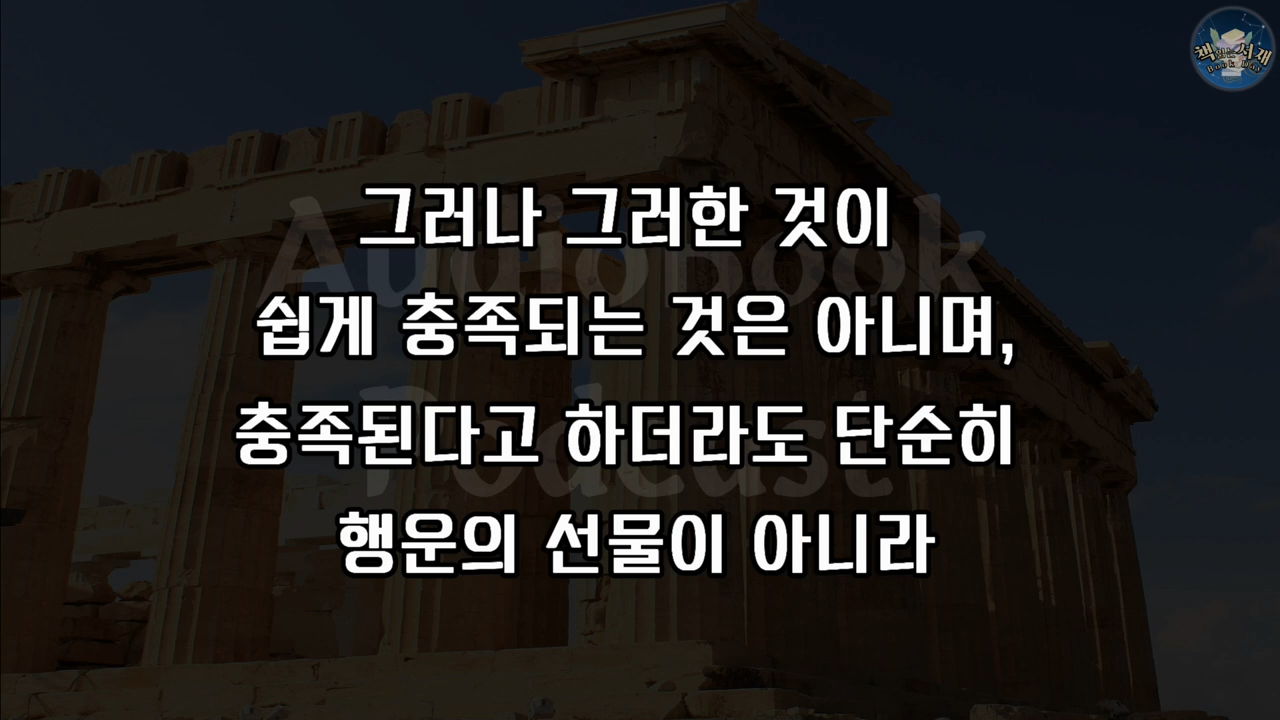 그러나 그러한 것이
쉽게 충족되는 것은 아니며,
충족된다고 하더라도 단순히
행운의 선물이 아니라
AudioBook
Podcast